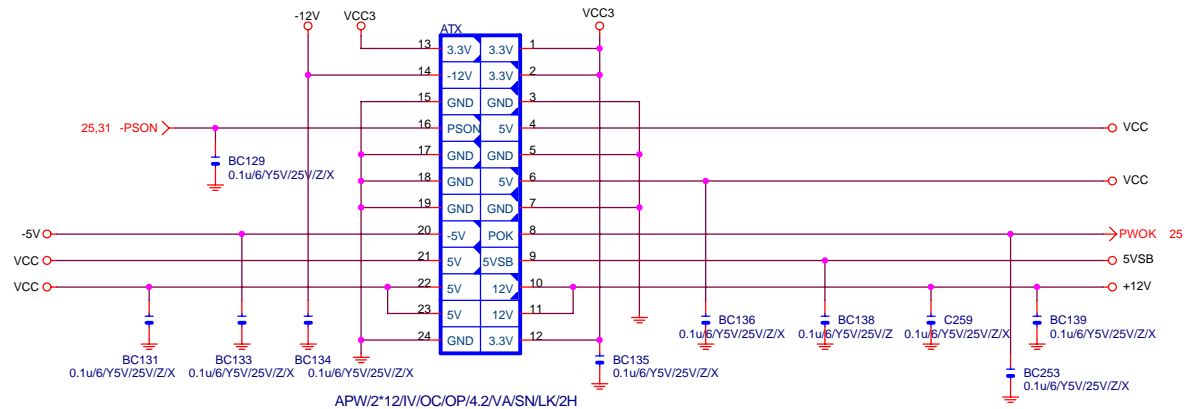 -12V VCC3 VCC3
ATX
13 3.3V 3.3V 1
14 -12V 3.3V 2
15 GND GND 3
25,31 -PSON 16 PSON 5V 4 VCC
17 GND GND 5
18 GND 5V 6 VCC
19 GND GND 7
-5V 20 -5V POK 8 PWOK 25
VCC 21 5V 5VSB 9 5VSB
VCC 22 5V 12V 10 +12V
23 5V 12V 11
24 GND 3.3V 12
BC129
0.1u/6/Y5V/25V/Z/X
BC131
0.1u/6/Y5V/25V/Z/X
BC133
0.1u/6/Y5V/25V/Z/X
BC134
0.1u/6/Y5V/25V/Z/X
BC135
0.1u/6/Y5V/25V/Z/X
BC136
0.1u/6/Y5V/25V/Z/X
BC138
0.1u/6/Y5V/25V/Z
C259
0.1u/6/Y5V/25V/Z/X
BC139
0.1u/6/Y5V/25V/Z/X
BC253
0.1u/6/Y5V/25V/Z/X
APW/2*12/IV/OC/OP/4.2/VA/SN/LK/2H